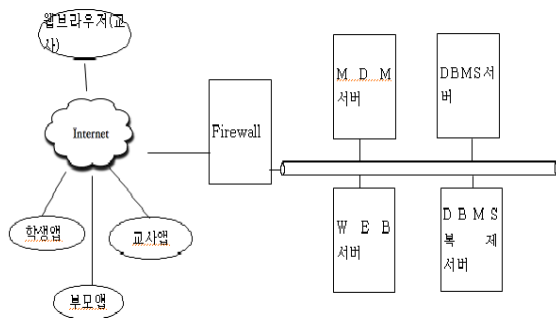 웹브라우저(교
사)
M D M
서버
DBMS서
버
Internet
Firewall
학생앱
교사앱
부모앱
W E B
서버
D B M S
복 제
서버